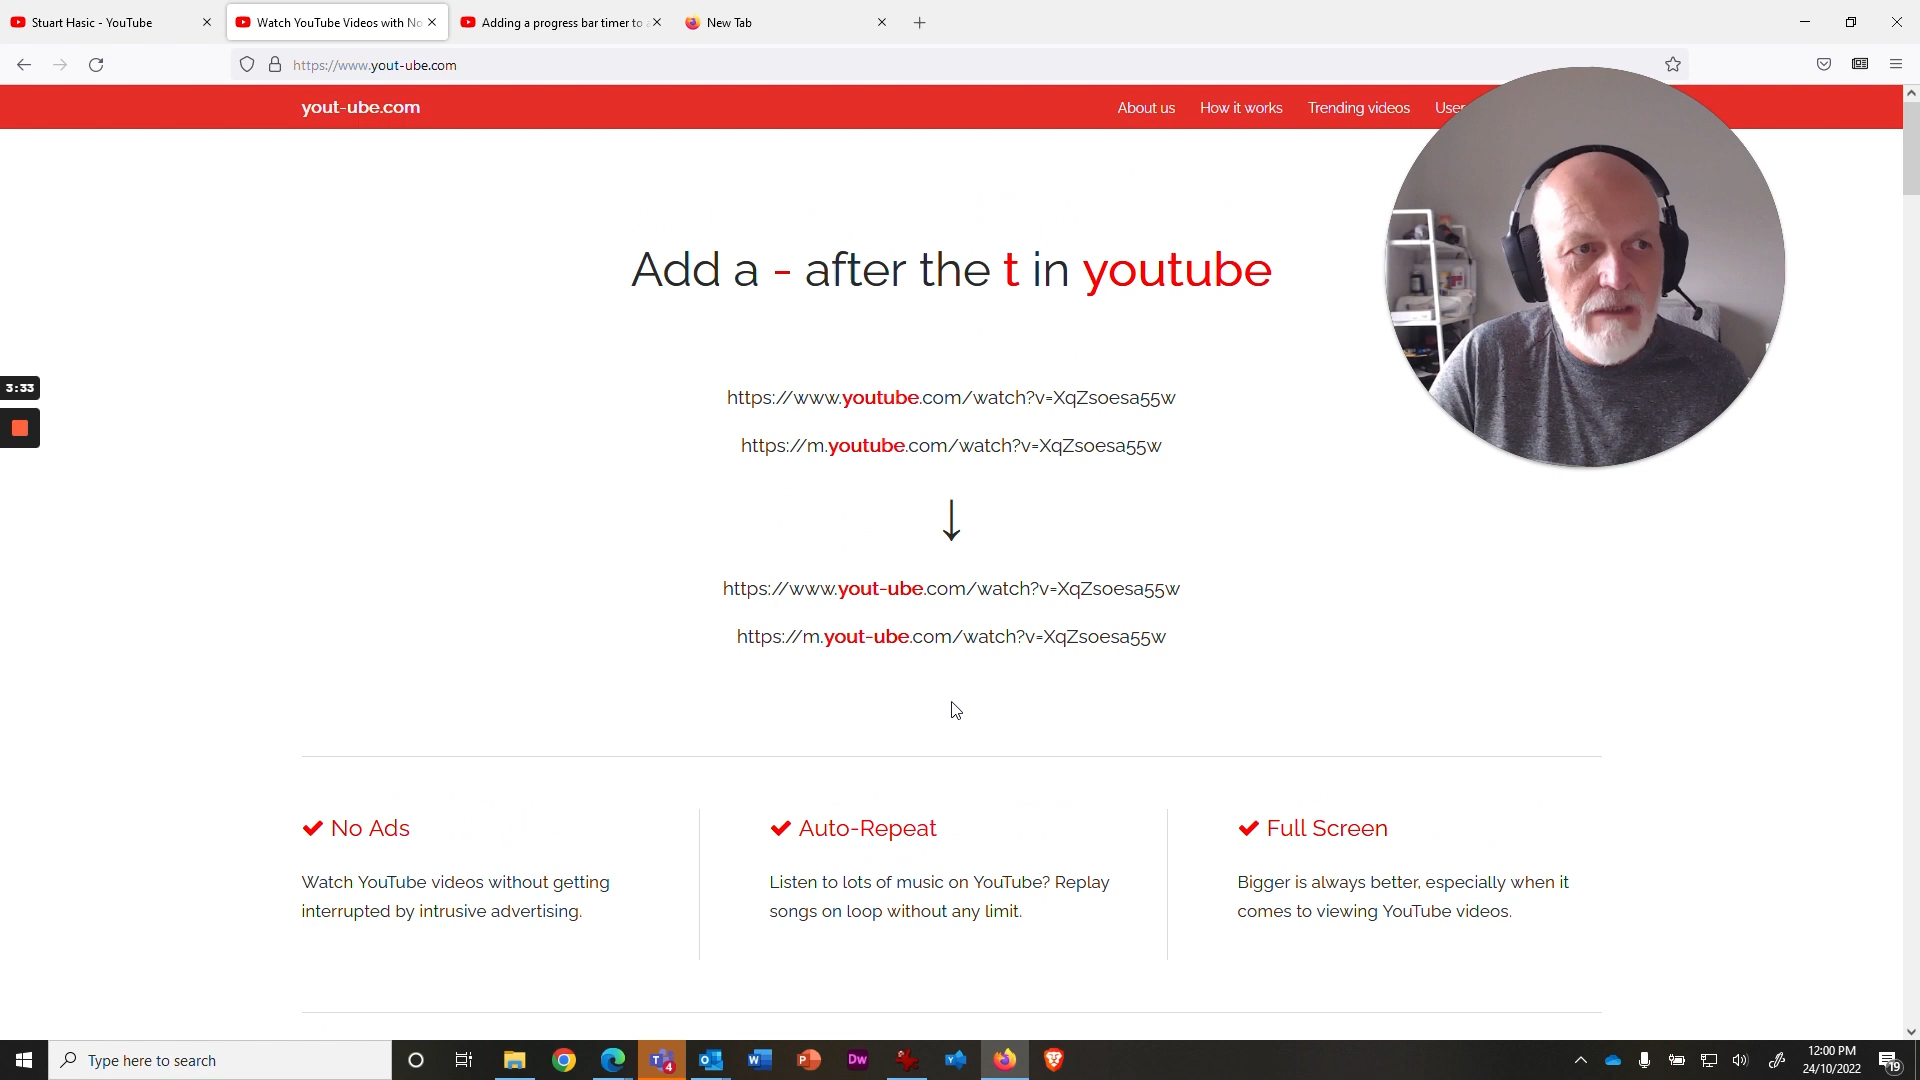 Stuart Hasic - YouTube
Watch YouTube Videos with No
Adding a progress bar timer to a
New Tab
https://www.yout-ube.com
yout-ube.com
About us
How it works
Trending videos
User
Add a - after the t in youtube
https://www.youtube.com/watch?v=XqZsoesa55w
https://m.youtube.com/watch?v=XqZsoesa55w
↓
https://www.yout-ube.com/watch?v=XqZsoesa55w
https://m.yout-ube.com/watch?v=XqZsoesa55w
3:33
No Ads
Watch YouTube videos without getting
interrupted by intrusive advertising.
Auto-Repeat
Listen to lots of music on YouTube? Replay
songs on loop without any limit.
Full Screen
Bigger is always better, especially when it
comes to viewing YouTube videos.
Type here to search
4
Dw
12:00 PM
24/10/2022
19